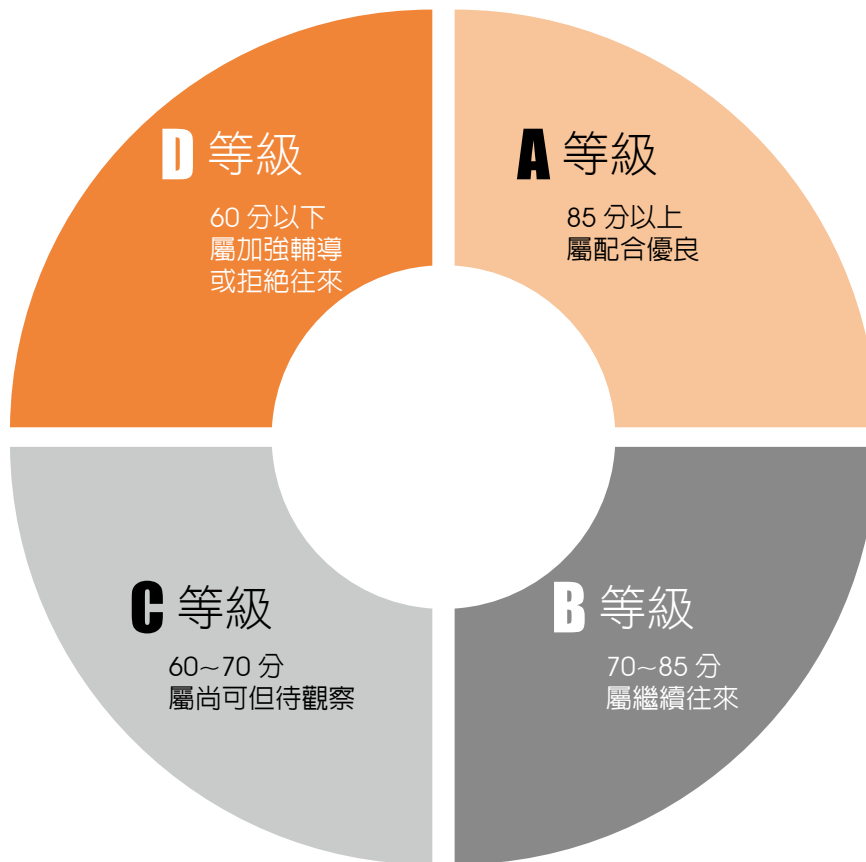 D 等級
60 分以下
屬加強輔導
或拒絕往來
A 等級
85 分以上
屬配合優良
C 等級
60~70 分
屬尚可但待觀察
B 等級
70~85 分
屬繼續往來